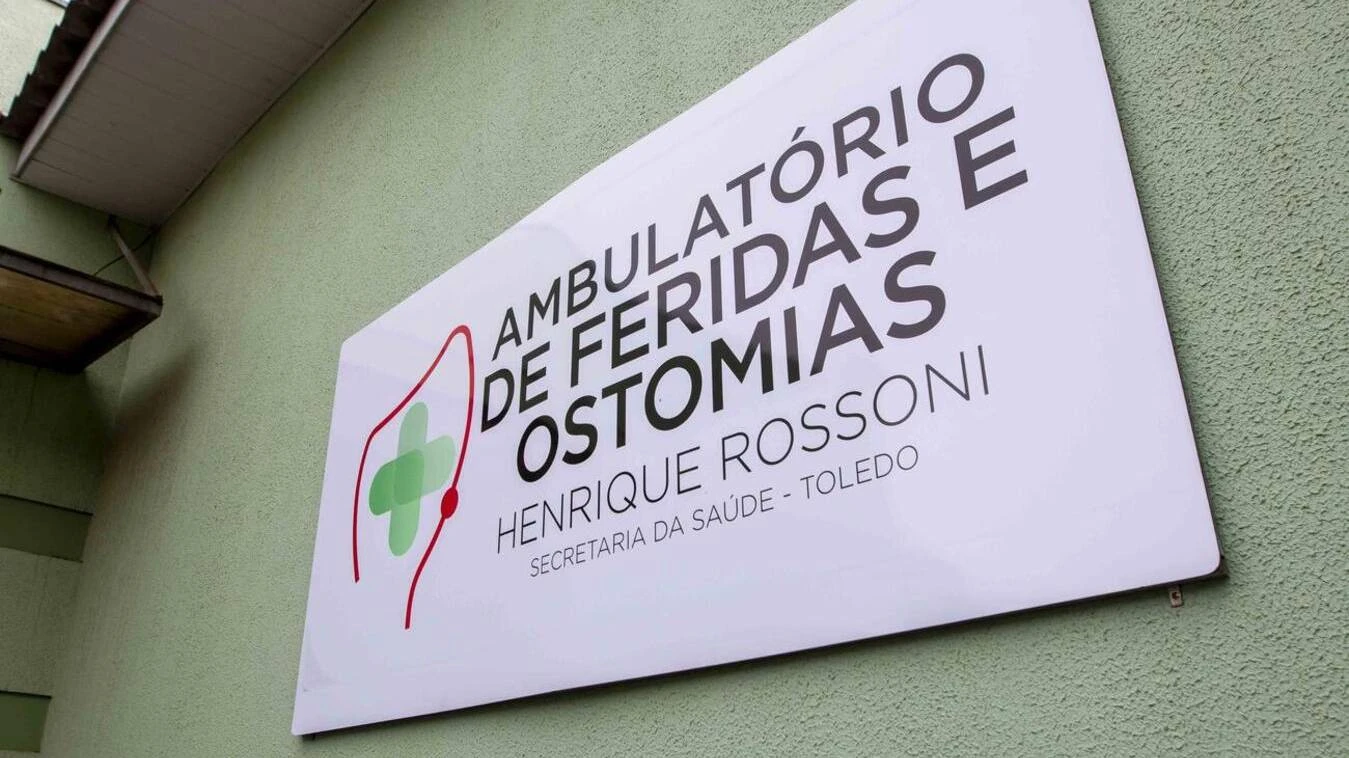 AMBULATÓRIO
DE FERIDAS E
OSTOMIAS
HENRIQUE ROSSONI
SECRETARIA DA SAÚDE - TOLEDO